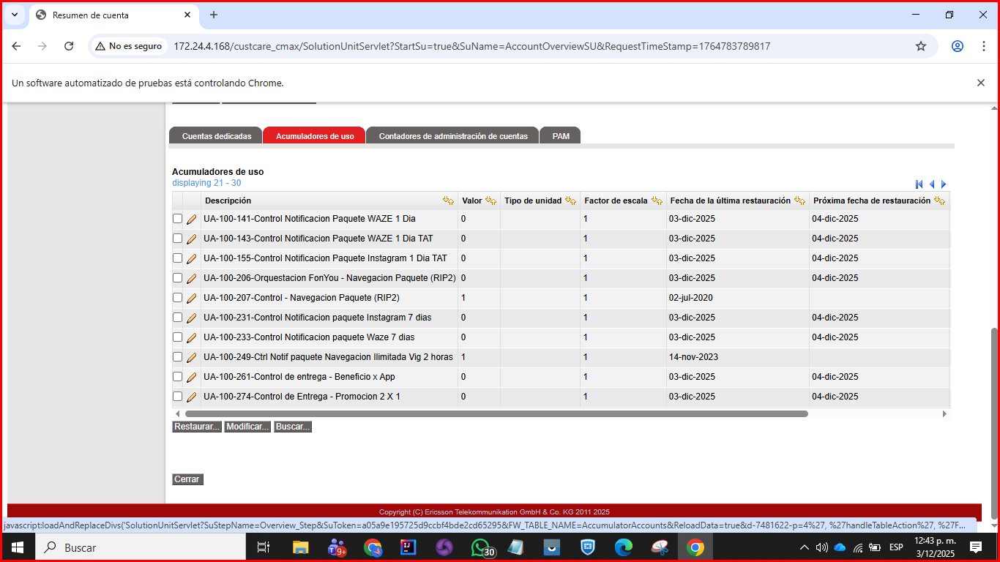 Resumen de cuenta
No es seguro
172.24.4.168/custcare_cmax/SolutionUnitServlet?StartSu=true&SuName=AccountOverviewSU&RequestTimeStamp=1764783789817
Un software automatizado de pruebas está controlando Chrome.
Cuentas dedicadas Acumuladores de uso Contadores de administración de cuentas PAM
Acumuladores de uso
displaying 21 - 30
Descripción Valor Tipo de unidad Factor de escala Fecha de la última restauración Próxima fecha de restauración
UA-100-141-Control Notificacion Paquete WAZE 1 Dia 0 1 03-dic-2025 04-dic-2025
UA-100-143-Control Notificacion Paquete WAZE 1 Dia TAT 0 1 03-dic-2025 04-dic-2025
UA-100-155-Control Notificacion Paquete Instagram 1 Dia TAT 0 1 03-dic-2025 04-dic-2025
UA-100-206-Orquestacion FonYou - Navegacion Paquete (RIP2) 0 1 03-dic-2025 04-dic-2025
UA-100-207-Control - Navegacion Paquete (RIP2) 1 1 02-jul-2020
UA-100-231-Control Notificacion paquete Instagram 7 dias 0 1 03-dic-2025 04-dic-2025
UA-100-233-Control Notificacion paquete Waze 7 dias 0 1 03-dic-2025 04-dic-2025
UA-100-249-Ctrl Notif paquete Navegacion Ilimitada Vig 2 horas 1 1 14-nov-2023
UA-100-261-Control de entrega - Beneficio x App 0 1 03-dic-2025 04-dic-2025
UA-100-274-Control de Entrega - Promocion 2 X 1 0 1 03-dic-2025 04-dic-2025
Restaurar... Modificar... Buscar...
Cerrar
Copyright (C) Ericsson Telekommunikation GmbH & Co. KG 2011 2025
javascript:loadAndReplaceDivs('SolutionUnitServlet?SuStepName=Overview_Step&SuToken=a05a9e195725d9ccbf4bde2cd65295&FW_TABLE_NAME=AccumulatorAccounts&ReloadData=true&d-7481622-p=4%27, %27handleTableAction%27, %27F...
Buscar
9+
30
ESP
12:43 p. m.
3/12/2025